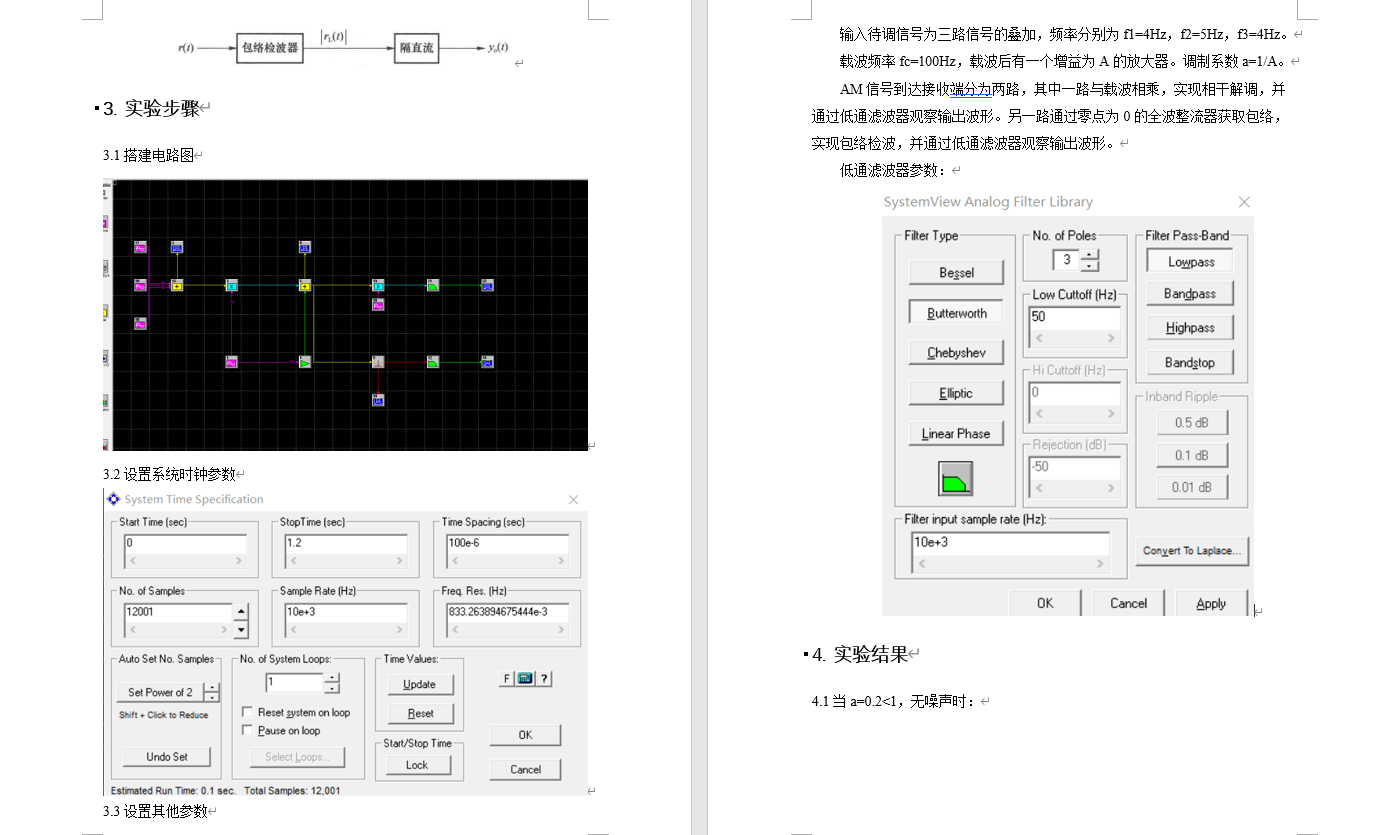 r(t)
包络检波器
|r₁(t)|
隔直流
yₒ(t)
3. 实验步骤
3.1 搭建电路图
3.2 设置系统时钟参数
System Time Specification
Start Time (sec)
StopTime (sec)
Time Spacing (sec)
0
1.2
100e-6
No. of Samples
Sample Rate (Hz)
Freq. Res. (Hz)
12001
10e+3
833.263894675444e-3
Auto Set No. Samples
No. of System Loops:
Time Values:
Set Power of 2
1
Update
F
?
Shift + Click to Reduce
Reset system on loop
Reset
Pause on loop
OK
Start/Stop Time
Undo Set
Select Loops...
Lock
Cancel
Estimated Run Time: 0.1 sec. Total Samples: 12,001
3.3 设置其他参数
输入待调信号为三路信号的叠加，频率分别为 f1=4Hz，f2=5Hz，f3=4Hz。
载波频率 fc=100Hz，载波后有一个增益为 A 的放大器。调制系数 a=1/A。
AM 信号到达接收端分为两路，其中一路与载波相乘，实现相干解调，并
通过低通滤波器观察输出波形。另一路通过零点为 0 的全波整流器获取包络，
实现包络检波，并通过低通滤波器观察输出波形。
低通滤波器参数：
SystemView Analog Filter Library
Filter Type
No. of Poles
Filter Pass-Band
3
Lowpass
Bessel
Low Cuttoff (Hz)
Bandpass
Butterworth
50
Highpass
Chebyshev
Bandstop
Hi Cuttoff (Hz)
Elliptic
0
Inband Ripple
0.5 dB
Linear Phase
Rejection (dB)
0.1 dB
-50
0.01 dB
Filter input sample rate (Hz):
10e+3
Convert To Laplace...
OK
Cancel
Apply
4. 实验结果
4.1 当 a=0.2<1，无噪声时：